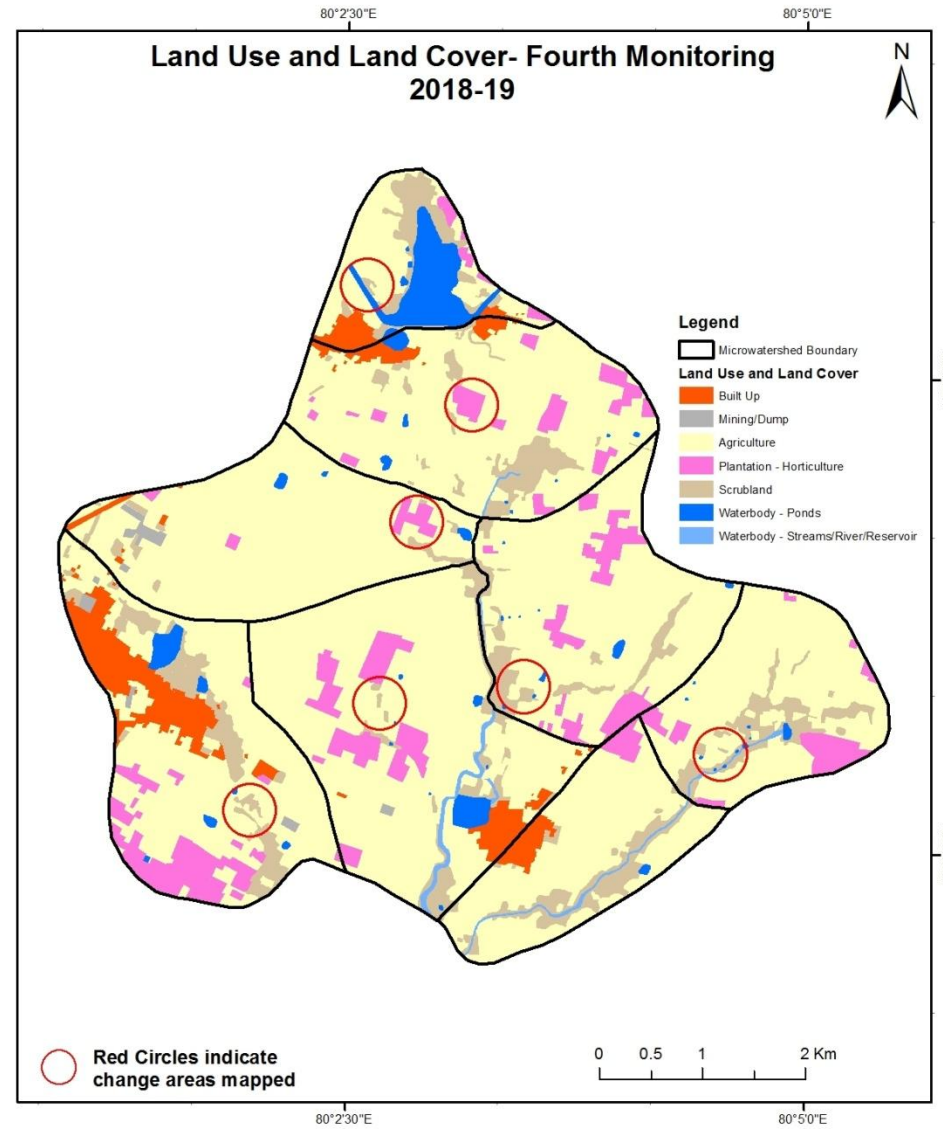 80°2'30"E
80°5'0"E
Land Use and Land Cover- Fourth Monitoring
2018-19
N
Legend
Microwatershed Boundary
Land Use and Land Cover
Built Up
Mining/Dump
Agriculture
Plantation - Horticulture
Scrubland
Waterbody - Ponds
Waterbody - Streams/River/Reservoir
Red Circles indicate
change areas mapped
0 0.5 1 2 Km
80°2'30"E
80°5'0"E